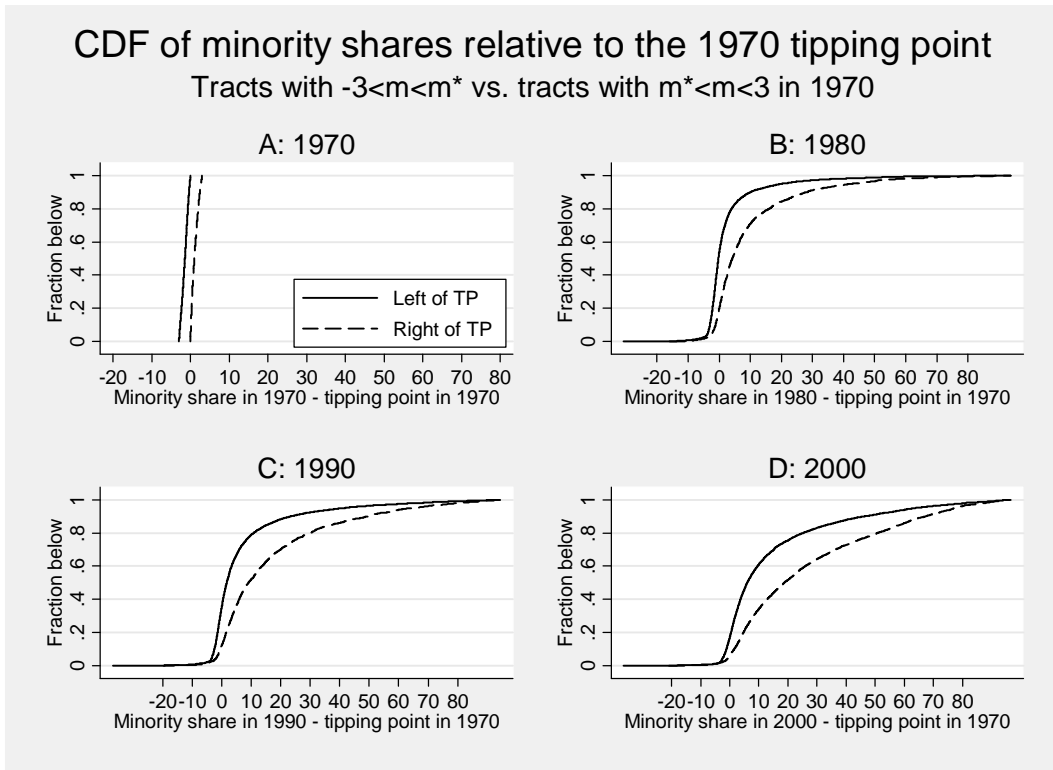 CDF of minority shares relative to the 1970 tipping point
Tracts with -3<m<m* vs. tracts with m*<m<3 in 1970
A: 1970
Fraction below
0 .2 .4 .6 .8 1
Left of TP
Right of TP
-20 -10 0 10 20 30 40 50 60 70 80
Minority share in 1970 - tipping point in 1970
B: 1980
Fraction below
0 .2 .4 .6 .8 1
-20 -10 0 10 20 30 40 50 60 70 80
Minority share in 1980 - tipping point in 1970
C: 1990
Fraction below
0 .2 .4 .6 .8 1
-20 -10 0 10 20 30 40 50 60 70 80
Minority share in 1990 - tipping point in 1970
D: 2000
Fraction below
0 .2 .4 .6 .8 1
-20 -10 0 10 20 30 40 50 60 70 80
Minority share in 2000 - tipping point in 1970